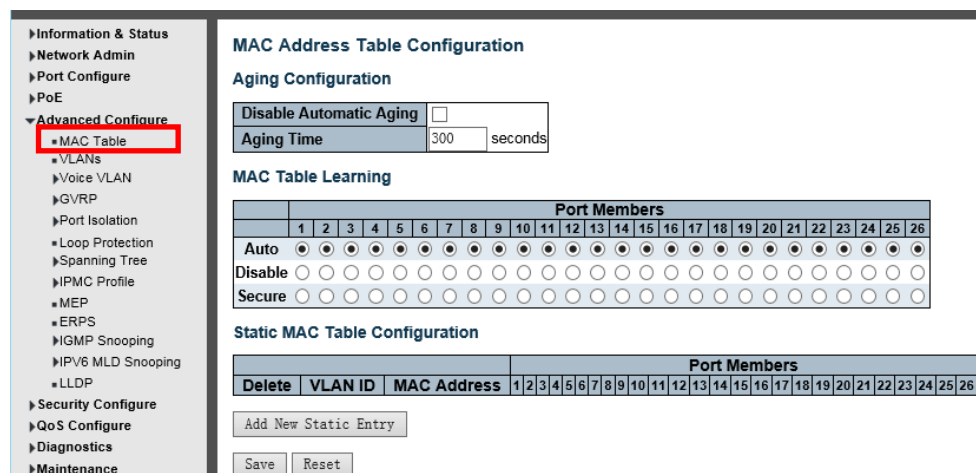 Information & Status
Network Admin
Port Configure
PoE
Advanced Configure
MAC Table
VLANs
Voice VLAN
GVRP
Port Isolation
Loop Protection
Spanning Tree
IPMC Profile
MEP
ERPS
IGMP Snooping
IPV6 MLD Snooping
LLDP
Security Configure
QoS Configure
Diagnostics
Maintenance
MAC Address Table Configuration
Aging Configuration
Disable Automatic Aging
Aging Time 300 seconds
MAC Table Learning
Port Members
1 2 3 4 5 6 7 8 9 10 11 12 13 14 15 16 17 18 19 20 21 22 23 24 25 26
Auto
Disable
Secure
Static MAC Table Configuration
Port Members
Delete VLAN ID MAC Address 1 2 3 4 5 6 7 8 9 10 11 12 13 14 15 16 17 18 19 20 21 22 23 24 25 26
Add New Static Entry
Save Reset